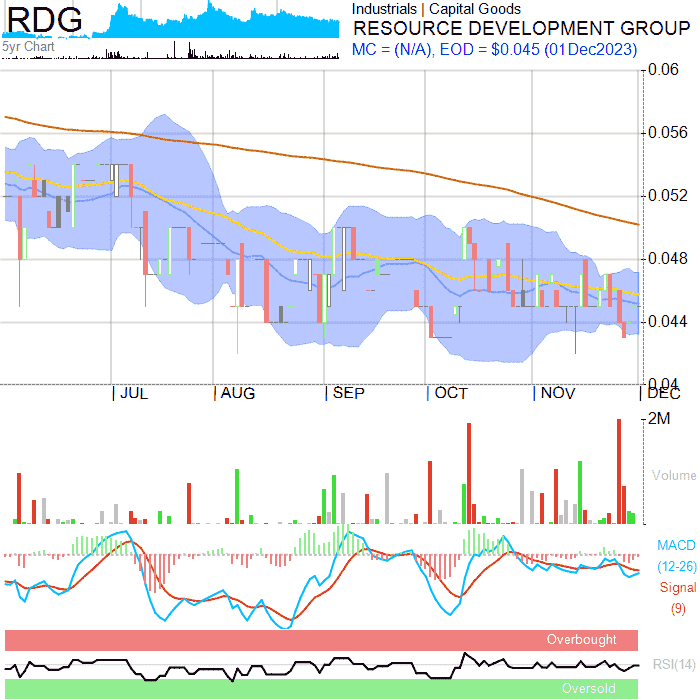 RDG
5yr Chart
Industrials | Capital Goods
RESOURCE DEVELOPMENT GROUP
MC = (N/A), EOD = $0.045 (01Dec2023)
0.06
0.056
0.052
0.048
0.044
0.04
JUL AUG SEP OCT NOV DEC
2M
Volume
MACD
(12-26)
Signal
(9)
Overbought
RSI(14)
Oversold